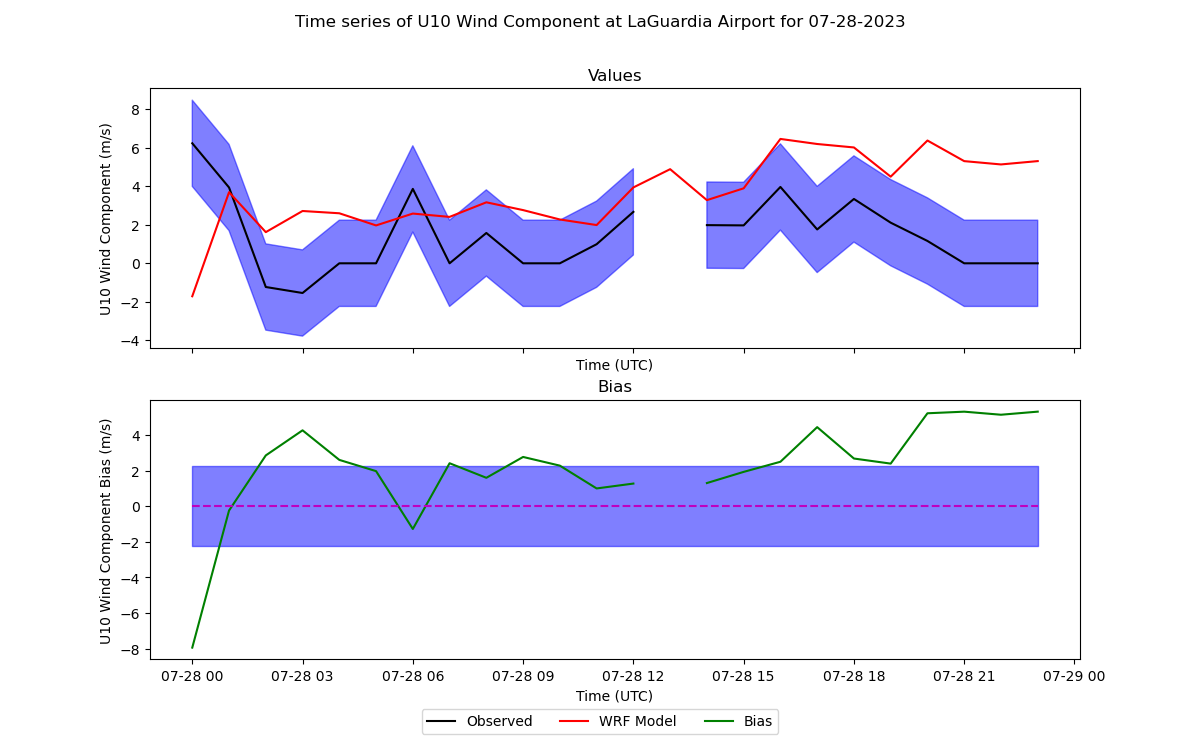 Time series of U10 Wind Component at LaGuardia Airport for 07-28-2023
Values
U10 Wind Component (m/s)
8
6
4
2
0
−2
−4
Time (UTC)
Bias
U10 Wind Component Bias (m/s)
4
2
0
−2
−4
−6
−8
07-28 00 07-28 03 07-28 06 07-28 09 07-28 12 07-28 15 07-28 18 07-28 21 07-29 00
Time (UTC)
Observed WRF Model Bias